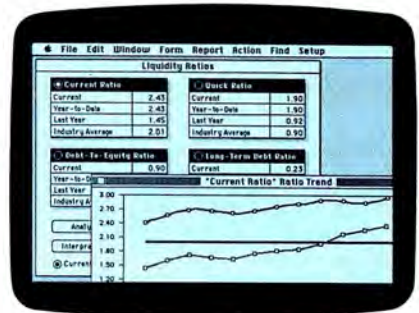 File Edit Window Form Report Action Find Setup
Liquidity Ratios
Current Ratio
Current 2.43
Year-to-Date 2.43
Last Year 1.45
Industry Average 2.01
Quick Ratio
Current 1.90
Year-to-Date 1.90
Last Year 0.92
Industry Average 0.90
Debt-To-Equity Ratio
Current 0.90
Year-to-D
Last Year
Industry A
Long-Term Debt Ratio
Current 0.23
"Current Ratio" Ratio Trend
3.00
2.70
2.40
2.10
1.80
1.50
1.20
Analy
Interpre
Current